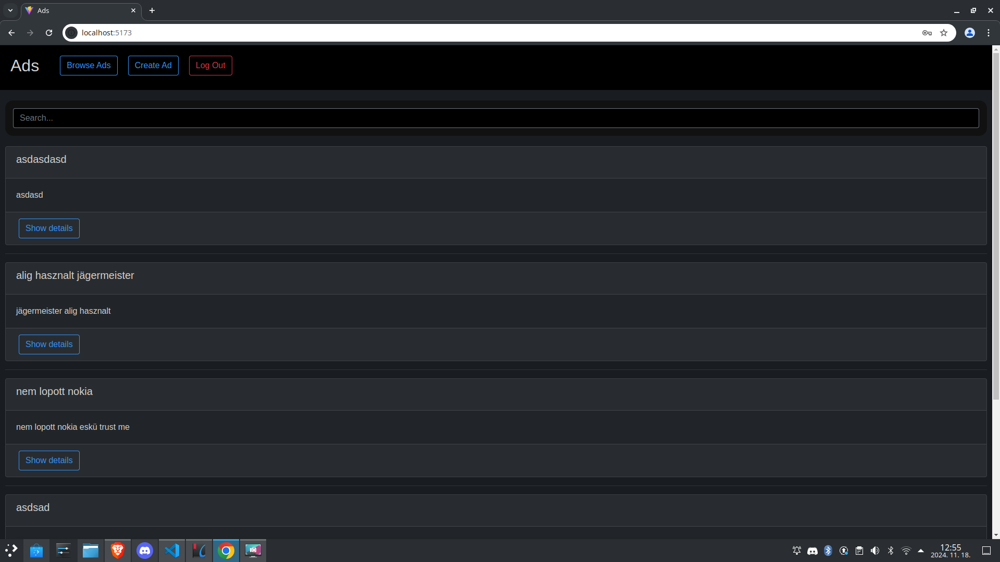 Ads
localhost:5173
Ads
Browse Ads
Create Ad
Log Out
Search...
asdasdasd
asdasd
Show details
alig hasznalt jägermeister
jägermeister alig hasznalt
Show details
nem lopott nokia
nem lopott nokia eskü trust me
Show details
asdsad
12:55
2024. 11. 18.